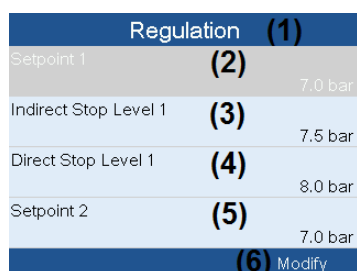 Regulation (1)
Setpoint 1 (2)
7.0 bar
Indirect Stop Level 1 (3)
7.5 bar
Direct Stop Level 1 (4)
8.0 bar
Setpoint 2 (5)
7.0 bar
(6) Modify